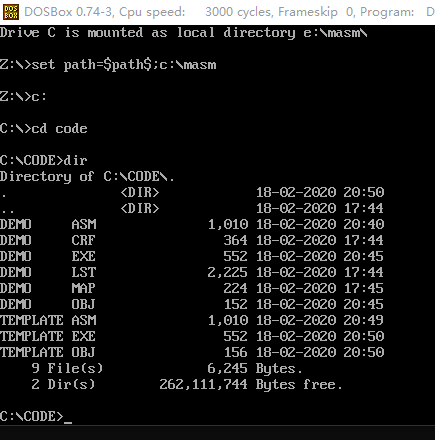 DOS BOX DOSBox 0.74-3, Cpu speed: 3000 cycles, Frameskip 0, Program: D
Drive C is mounted as local directory e:\masm\
Z:\>set path=$path$;c:\masm
Z:\>c:
C:\>cd code
C:\CODE>dir
Directory of C:\CODE\.
. <DIR> 18-02-2020 20:50
.. <DIR> 18-02-2020 17:44
DEMO ASM 1,010 18-02-2020 20:40
DEMO CRF 364 18-02-2020 17:44
DEMO EXE 552 18-02-2020 20:45
DEMO LST 2,225 18-02-2020 17:44
DEMO MAP 224 18-02-2020 17:45
DEMO OBJ 152 18-02-2020 20:45
TEMPLATE ASM 1,010 18-02-2020 20:49
TEMPLATE EXE 552 18-02-2020 20:50
TEMPLATE OBJ 156 18-02-2020 20:50
9 File(s) 6,245 Bytes.
2 Dir(s) 262,111,744 Bytes free.
C:\CODE>_